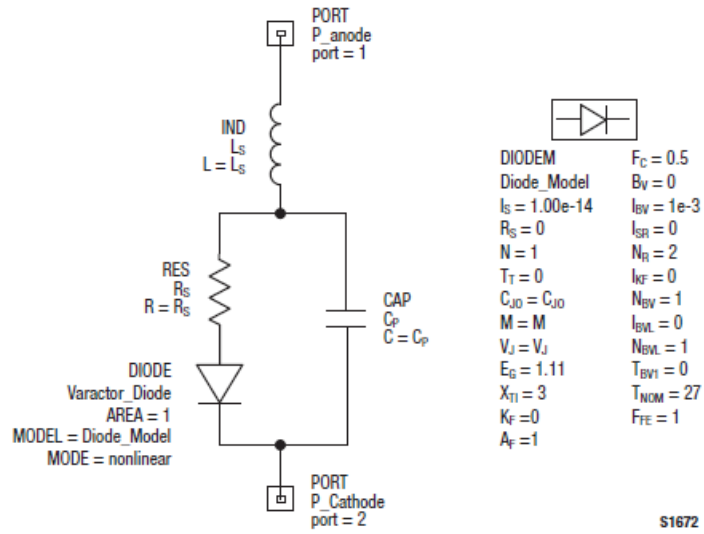 PORT
P_anode
port = 1
IND
LS
L = LS
RES
RS
R = RS
CAP
CP
C = CP
DIODE
Varactor_Diode
AREA = 1
MODEL = Diode_Model
MODE = nonlinear
PORT
P_Cathode
port = 2
DIODEM
Diode_Model
IS = 1.00e-14
RS = 0
N = 1
TT = 0
CJO = CJO
M = M
VJ = VJ
EG = 1.11
XTI = 3
KF =0
AF =1
FC = 0.5
BV = 0
IBV = 1e-3
ISR = 0
NR = 2
IKF = 0
NBV = 1
IBVL = 0
NBVL = 1
TBV1 = 0
TNOM = 27
FFE = 1
S1672